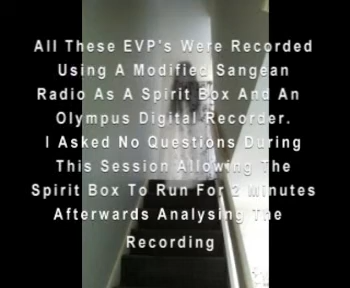 All These EVP's Were Recorded
Using A Modified Sangean
Radio As A Spirit Box And An
Olympus Digital Recorder.
I Asked No Questions During
This Session Allowing The
Spirit Box To Run For 2 Minutes
Afterwards Analysing The
Recording